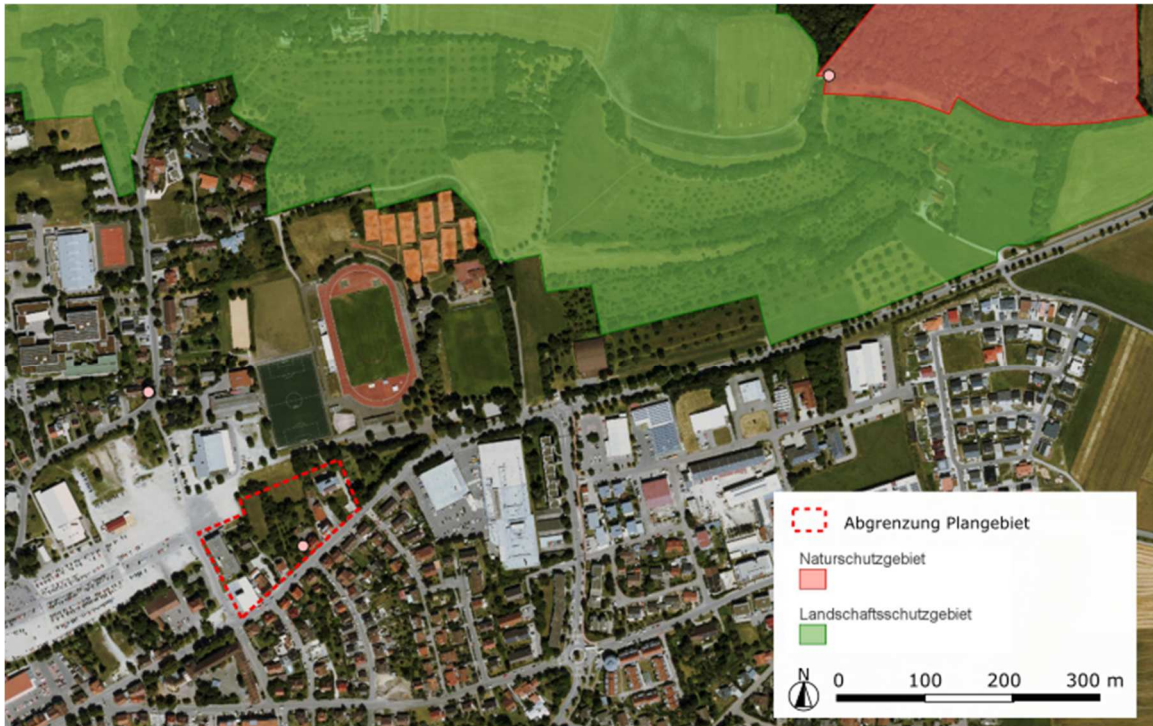 Abgrenzung Plangebiet
Naturschutzgebiet
Landschaftsschutzgebiet
N
0 100 200 300 m